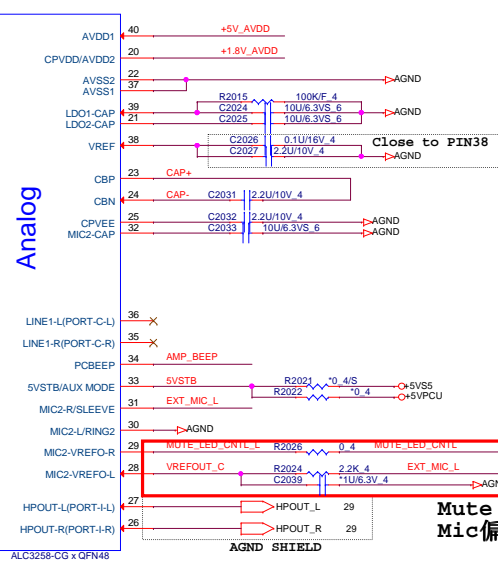 AVDD1 40 +5V_AVDD
CPVDD/AVDD2 20 +1.8V_AVDD
AVSS2 22 AGND
AVSS1 37
R2015 100K/F_4
LDO1-CAP 39 C2024 10U/6.3VS_6 AGND
LDO2-CAP 21 C2025 10U/6.3VS_6
VREF 38 C2026 0.1U/16V_4 Close to PIN38
C2027 2.2U/10V_4 AGND
CBP 23 CAP+
CBN 24 CAP- C2031 2.2U/10V_4
CPVEE 25 C2032 2.2U/10V_4 AGND
MIC2-CAP 32 C2033 10U/6.3VS_6 AGND
Analog
LINE1-L(PORT-C-L) 36
LINE1-R(PORT-C-R) 35
PCBEEP 34 AMP_BEEP
5VSTB/AUX MODE 33 5VSTB R2021 *0_4/S +5VS5
R2022 *0_4 +5VPCU
MIC2-R/SLEEVE 31 EXT_MIC_L
MIC2-L/RING2 30 AGND
MIC2-VREFO-R 29 MUTE_LED_CNTL_L R2026 0_4 MUTE_LED_CNTL
MIC2-VREFO-L 28 VREFOUT_C R2024 2.2K_4 EXT_MIC_L
C2039 *1U/6.3V_4 AGN
HPOUT-L(PORT-I-L) 27 HPOUT_L 29 Mute
HPOUT-R(PORT-I-R) 26 HPOUT_R 29 Mic偏
AGND SHIELD
ALC3258-CG x QFN48